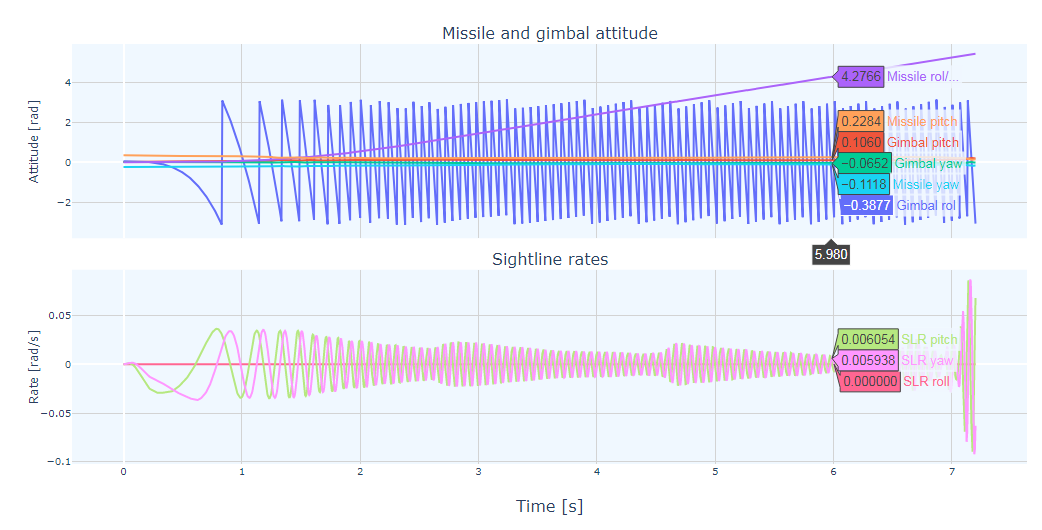 Missile and gimbal attitude
Attitude [rad]
4
2
0
−2
4.2766 Missile rol/...
0.2284 Missile pitch
0.1060 Gimbal pitch
−0.0652 Gimbal yaw
−0.1118 Missile yaw
−0.3877 Gimbal rol
5.980
Sightline rates
Rate [rad/s]
0.05
0
−0.05
−0.1
0.006054 SLR pitch
0.005938 SLR yaw
0.000000 SLR roll
0 1 2 3 4 5 6 7
Time [s]